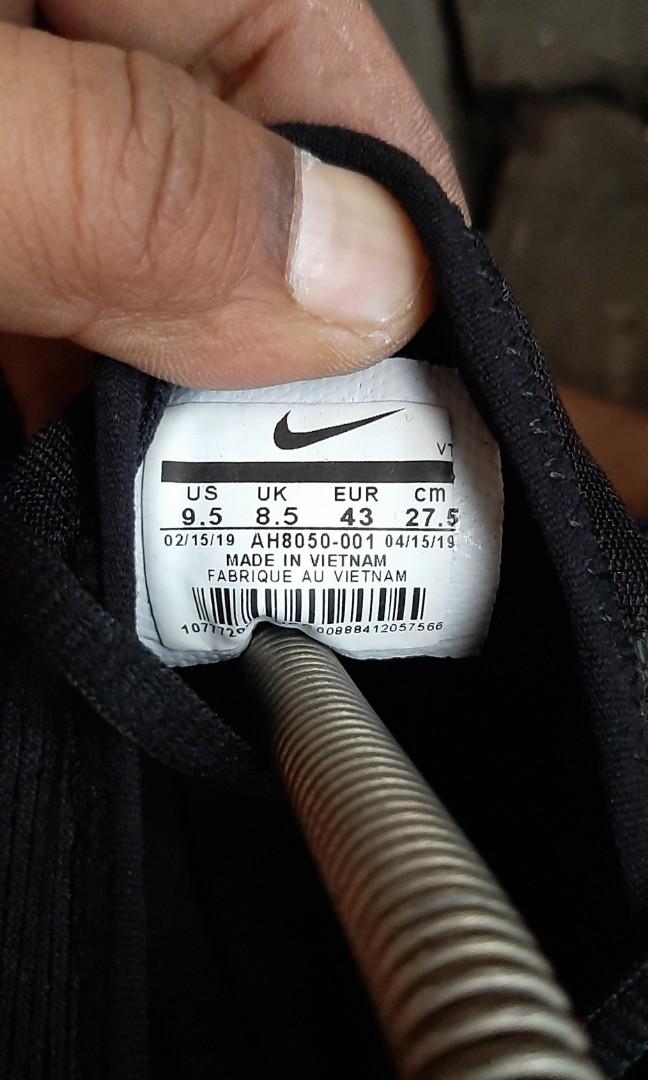 VT
US UK EUR cm
9.5 8.5 43 27.5
02/15/19 AH8050-001 04/15/19
MADE IN VIETNAM
FABRIQUE AU VIETNAM
00888412057566